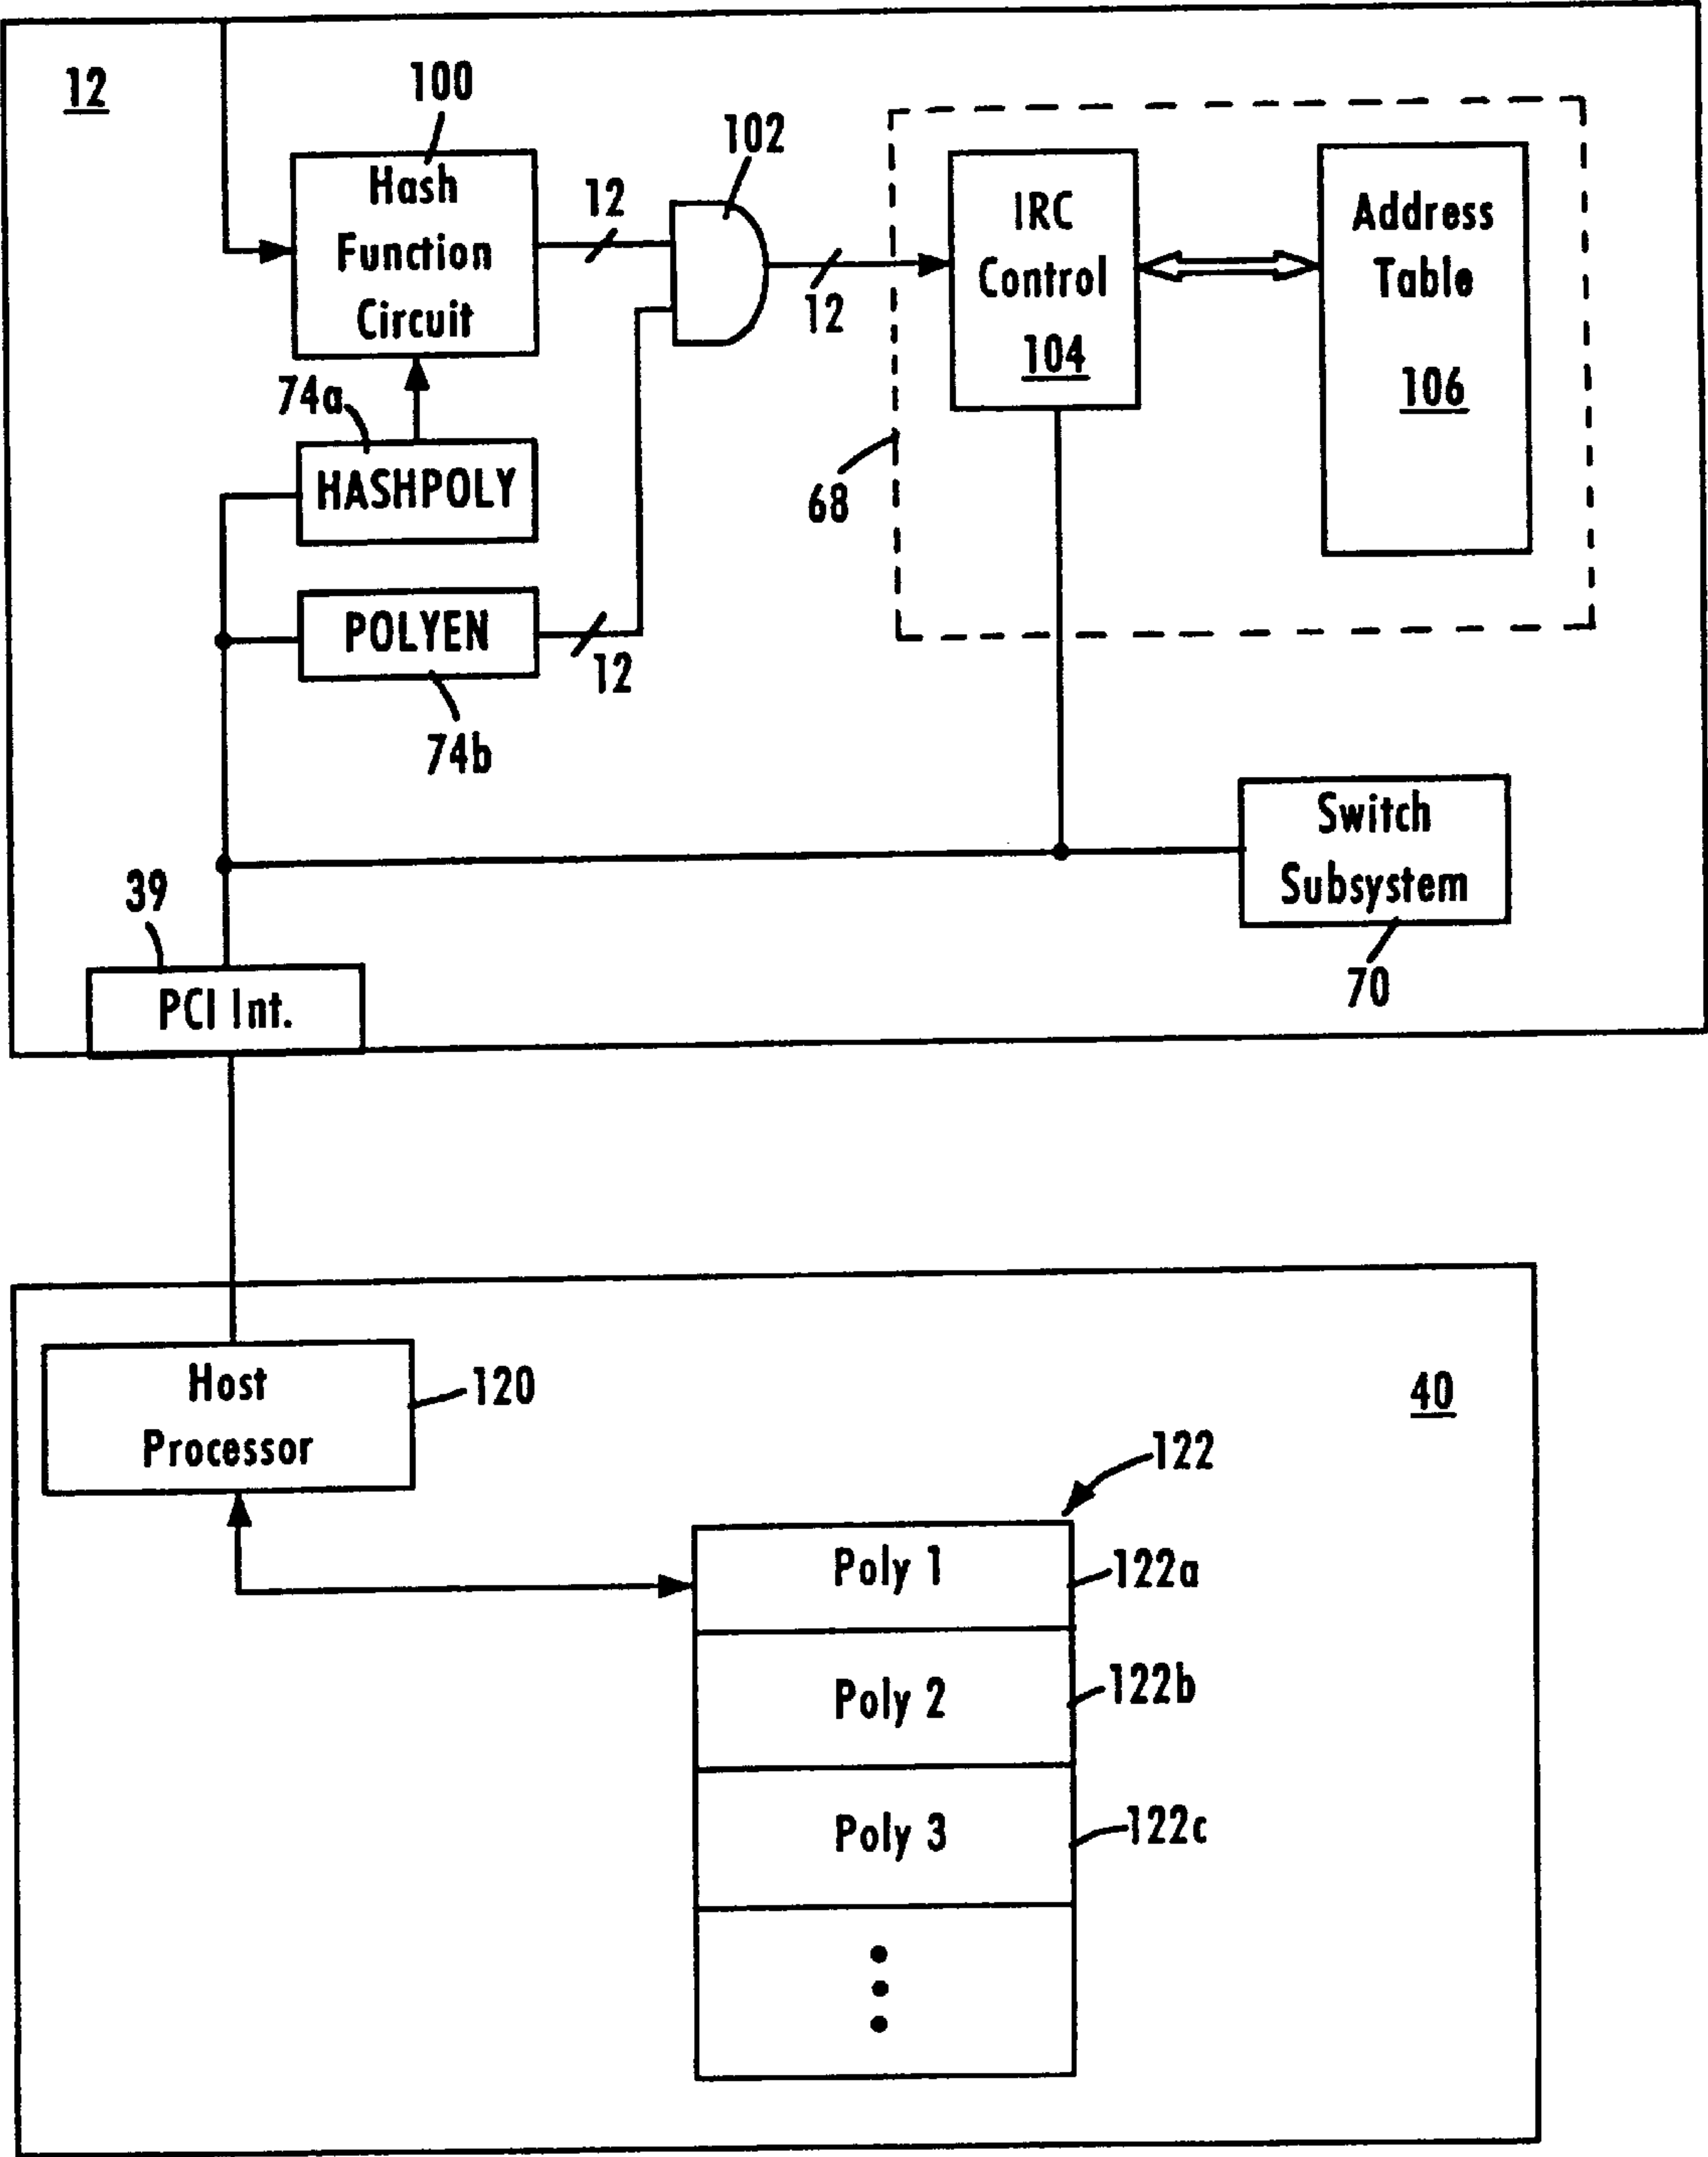 12
100
Hash
Function
Circuit
12
102
12
IRC
Control
104
Address
Table
106
74a
HASHPOLY
68
POLYEN
12
74b
Switch
Subsystem
70
39
PCI Int.
Host
Processor
120
40
122
Poly 1
122a
Poly 2
122b
Poly 3
122c